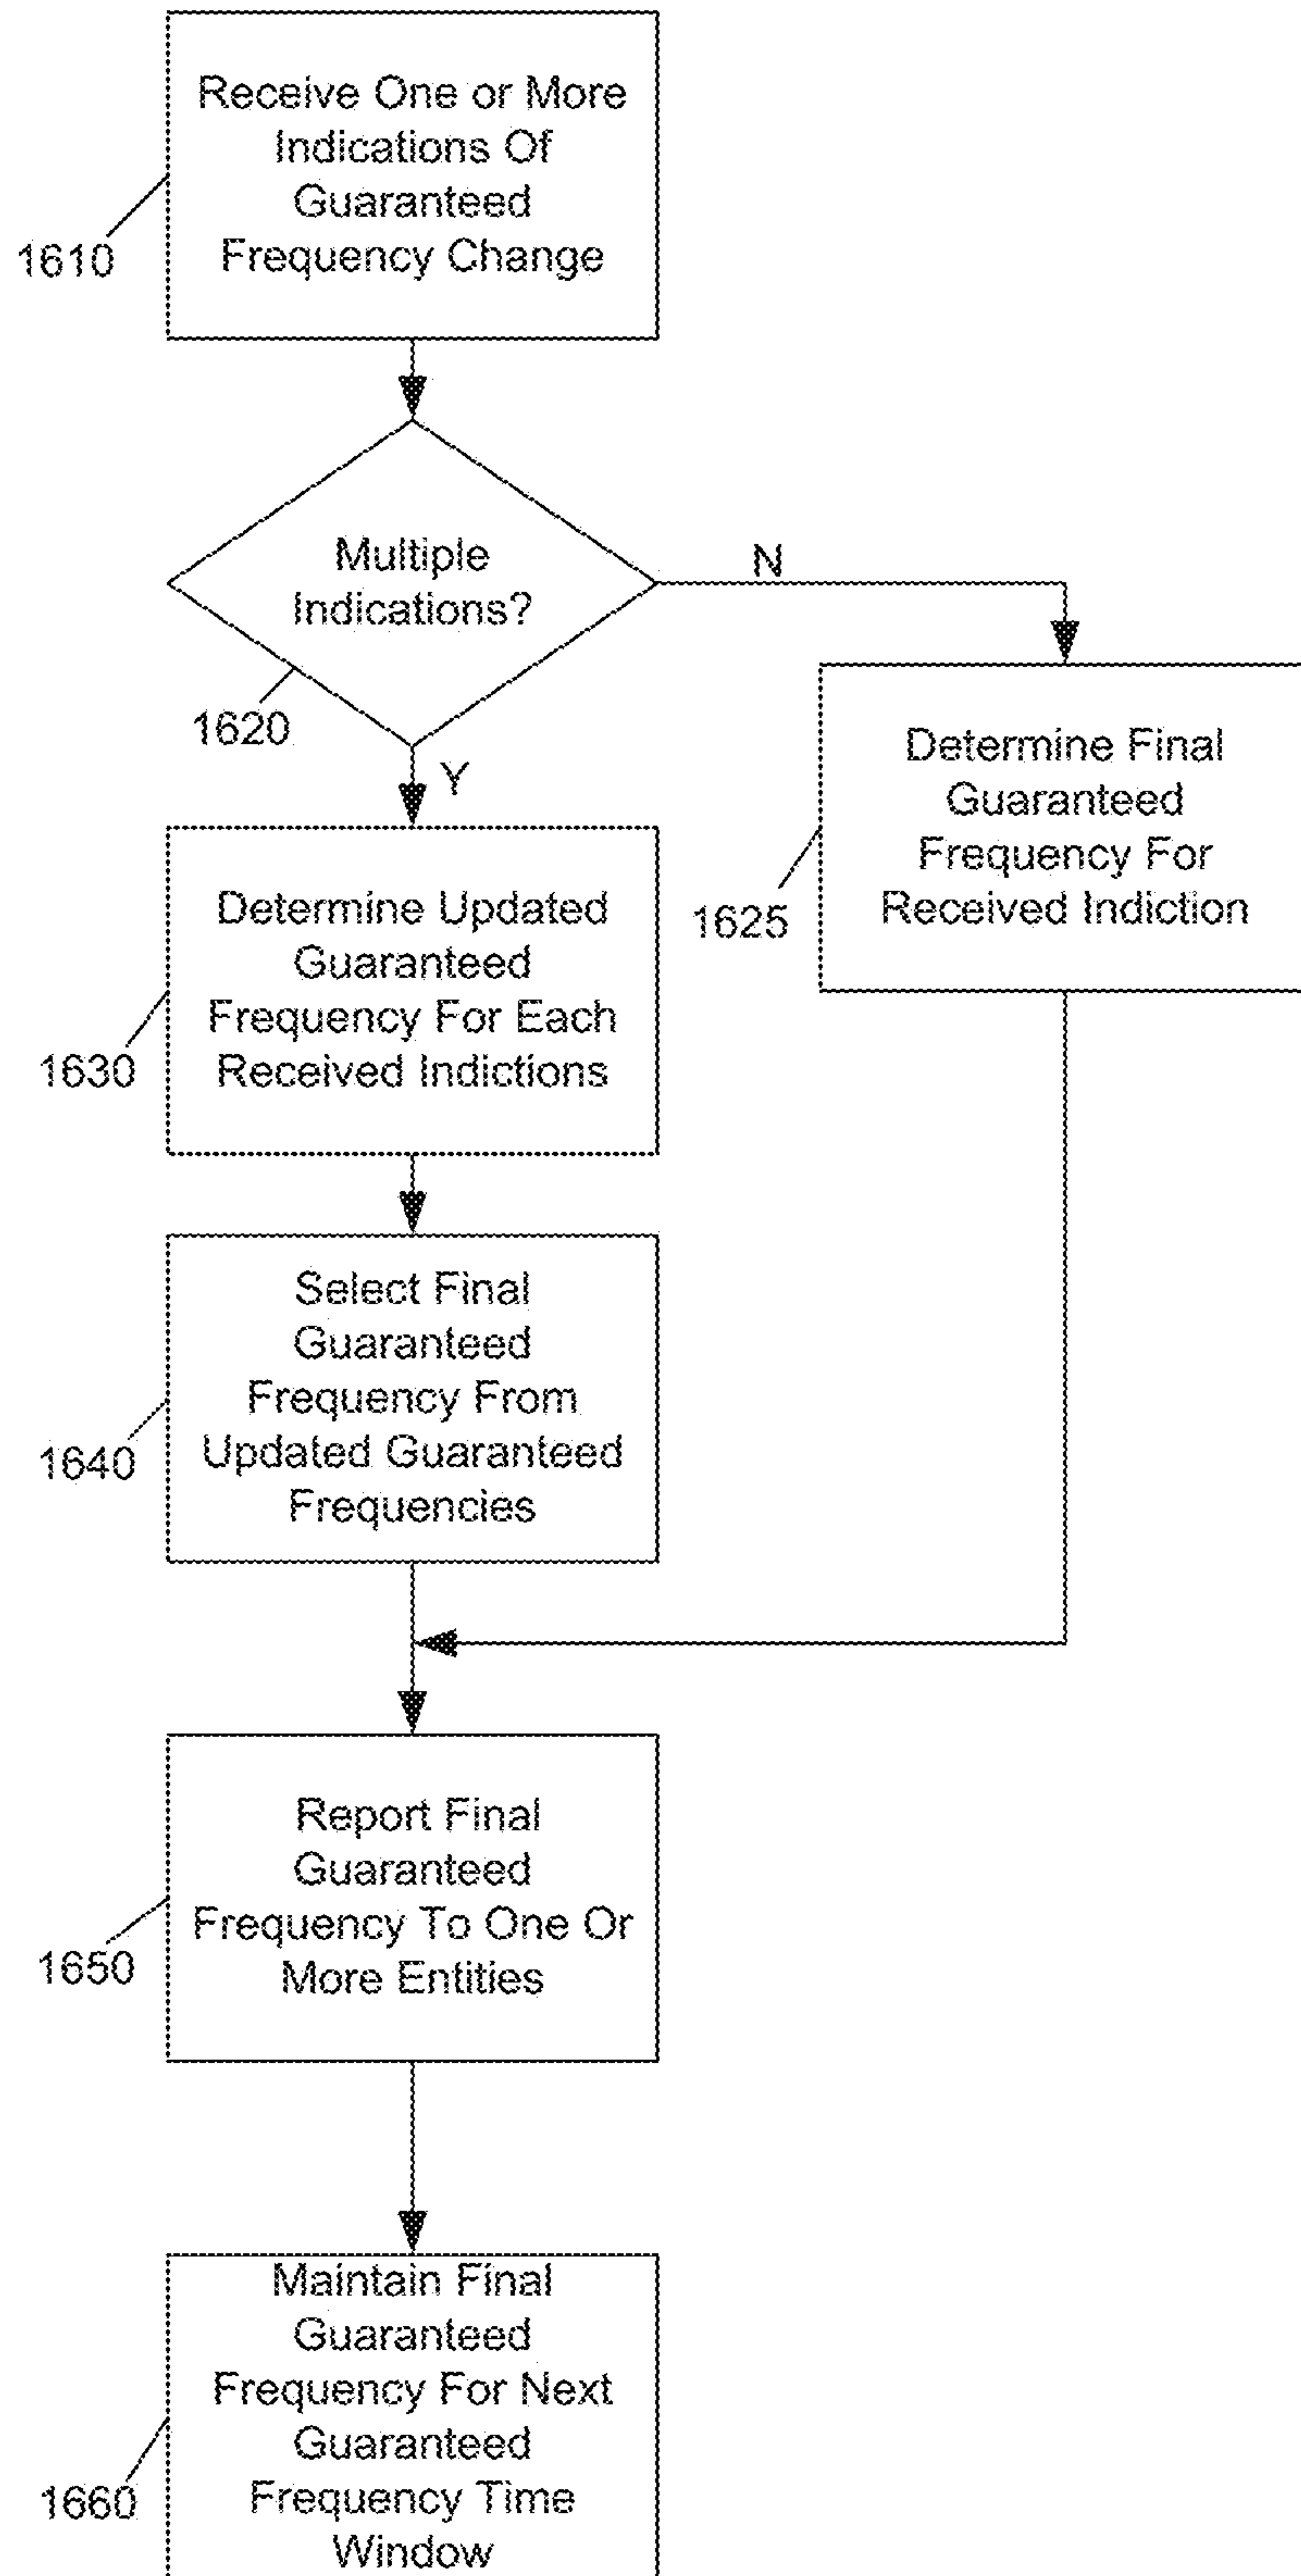 Receive One or More
Indications Of
Guaranteed
Frequency Change
1610
Multiple
Indications?
N
1620
Y
Determine Final
Guaranteed
Frequency For
Received Indiction
1625
Determine Updated
Guaranteed
Frequency For Each
Received Indictions
1630
Select Final
Guaranteed
Frequency From
Updated Guaranteed
Frequencies
1640
Report Final
Guaranteed
Frequency To One Or
More Entities
1650
Maintain Final
Guaranteed
Frequency For Next
Guaranteed
Frequency Time
Window
1660